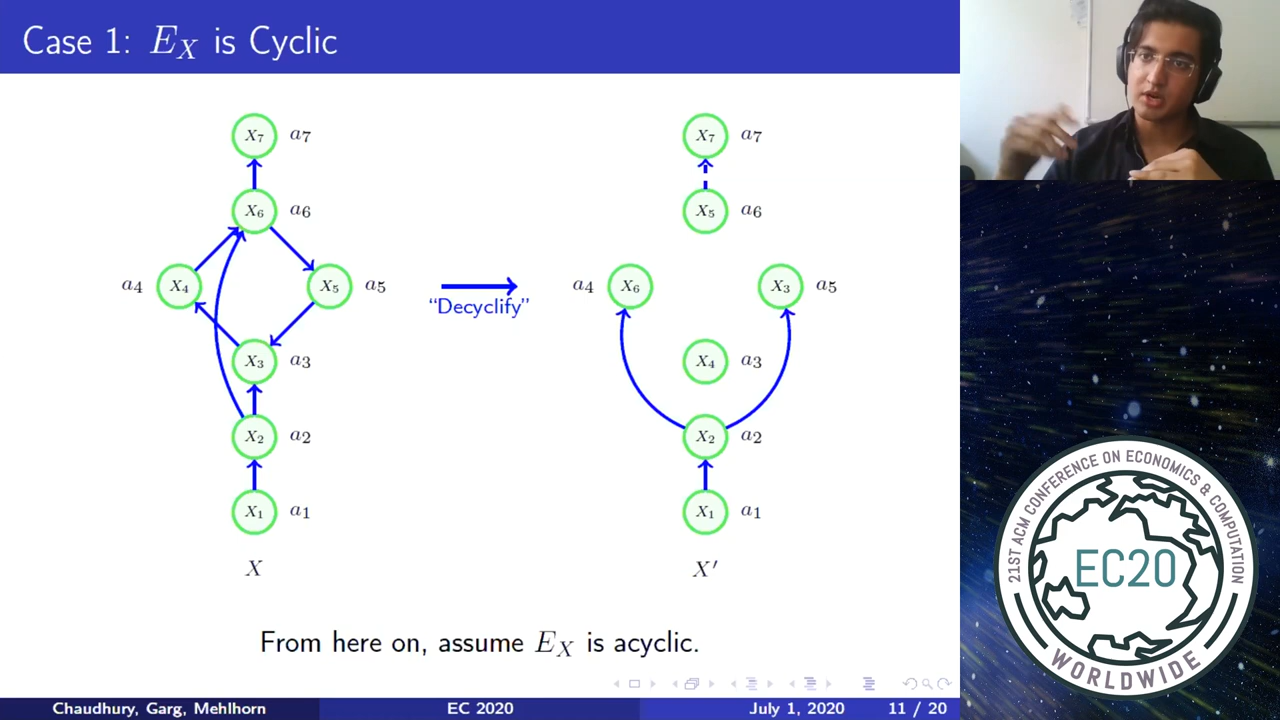 Case 1: E_X is Cyclic
X₇ a₇
X₆ a₆
a₄ X₄ X₅ a₅
X₃ a₃
X₂ a₂
X₁ a₁
X
“Decyclify”
X₇ a₇
X₅ a₆
a₄ X₆ X₃ a₅
X₄ a₃
X₂ a₂
X₁ a₁
X′
From here on, assume E_X is acyclic.
Chaudhury, Garg, Mehlhorn EC 2020 July 1, 2020 11 / 20
21ST ACM CONFERENCE ON ECONOMICS & COMPUTATION
EC20
WORLDWIDE